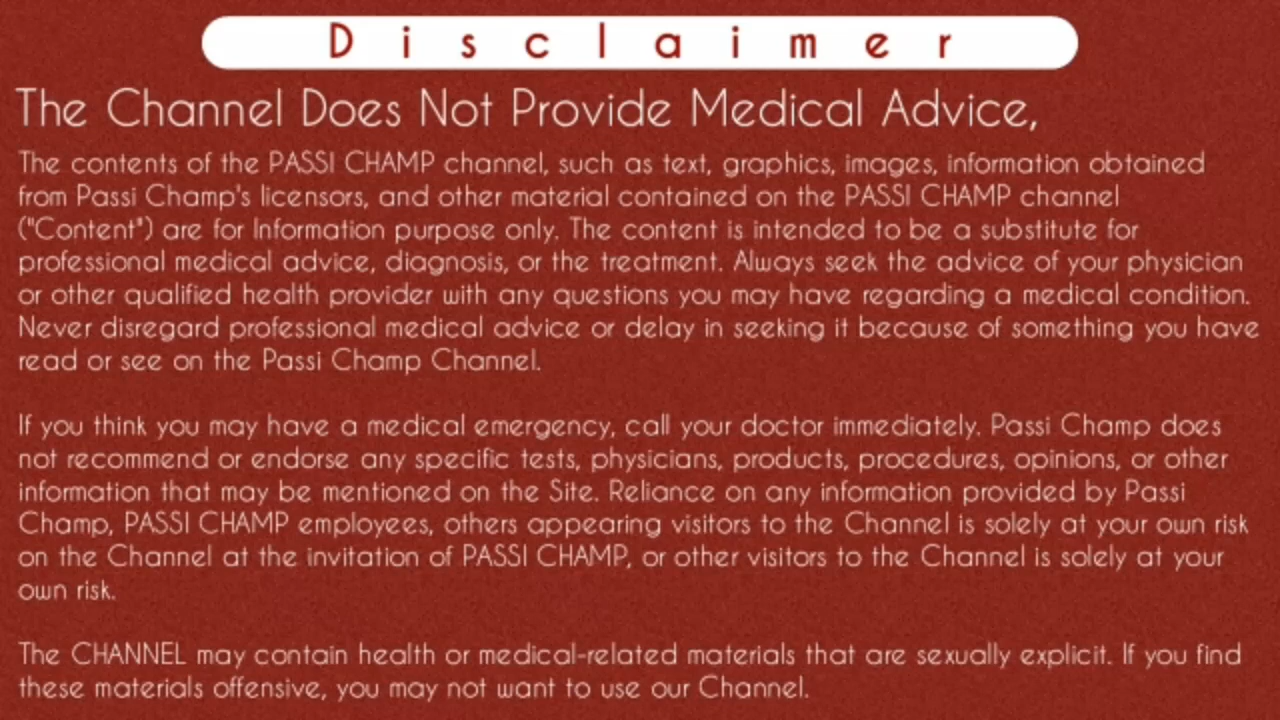 Disclaimer
The Channel Does Not Provide Medical Advice,
The contents of the PASSI CHAMP channel, such as text, graphics, images, information obtained
from Passi Champ's licensors, and other material contained on the PASSI CHAMP channel
("Content") are for Information purpose only. The content is intended to be a substitute for
professional medical advice, diagnosis, or the treatment. Always seek the advice of your physician
or other qualified health provider with any questions you may have regarding a medical condition.
Never disregard professional medical advice or delay in seeking it because of something you have
read or see on the Passi Champ Channel.
If you think you may have a medical emergency, call your doctor immediately. Passi Champ does
not recommend or endorse any specific tests, physicians, products, procedures, opinions, or other
information that may be mentioned on the Site. Reliance on any information provided by Passi
Champ, PASSI CHAMP employees, others appearing visitors to the Channel is solely at your own risk
on the Channel at the invitation of PASSI CHAMP, or other visitors to the Channel is solely at your
own risk.
The CHANNEL may contain health or medical-related materials that are sexually explicit. If you find
these materials offensive, you may not want to use our Channel.